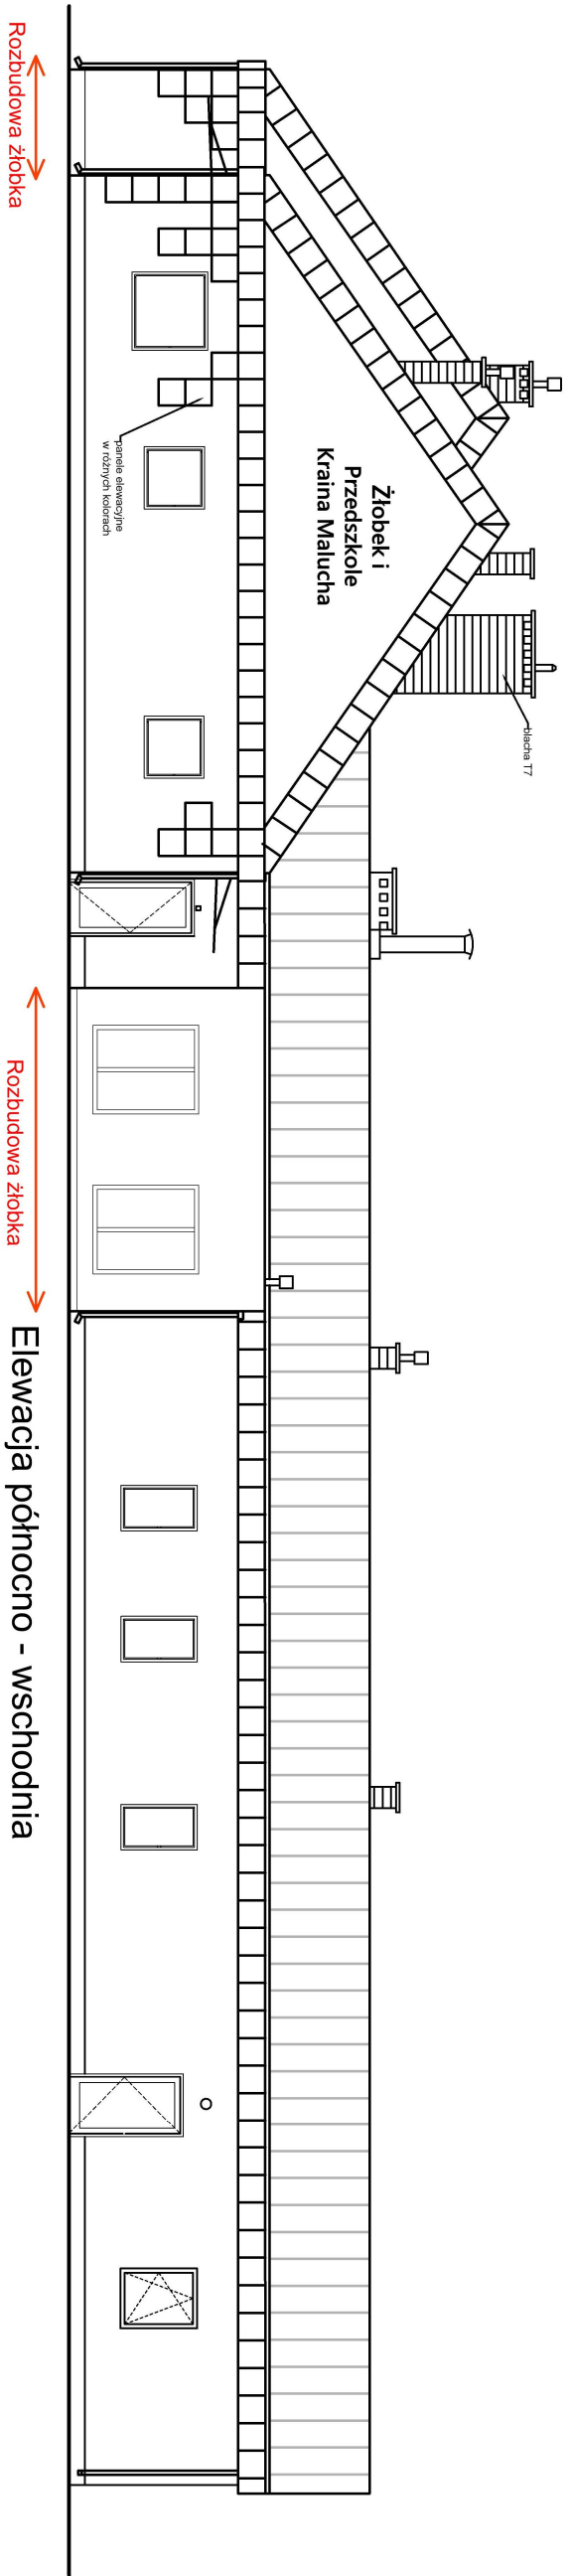 blacha T7
Żłobek i
Przedszkole
Kraina Malucha
panele elewacyjne
w różnych kolorach
Rozbudowa żłobka
Rozbudowa żłobka
Elewacja północno - wschodnia